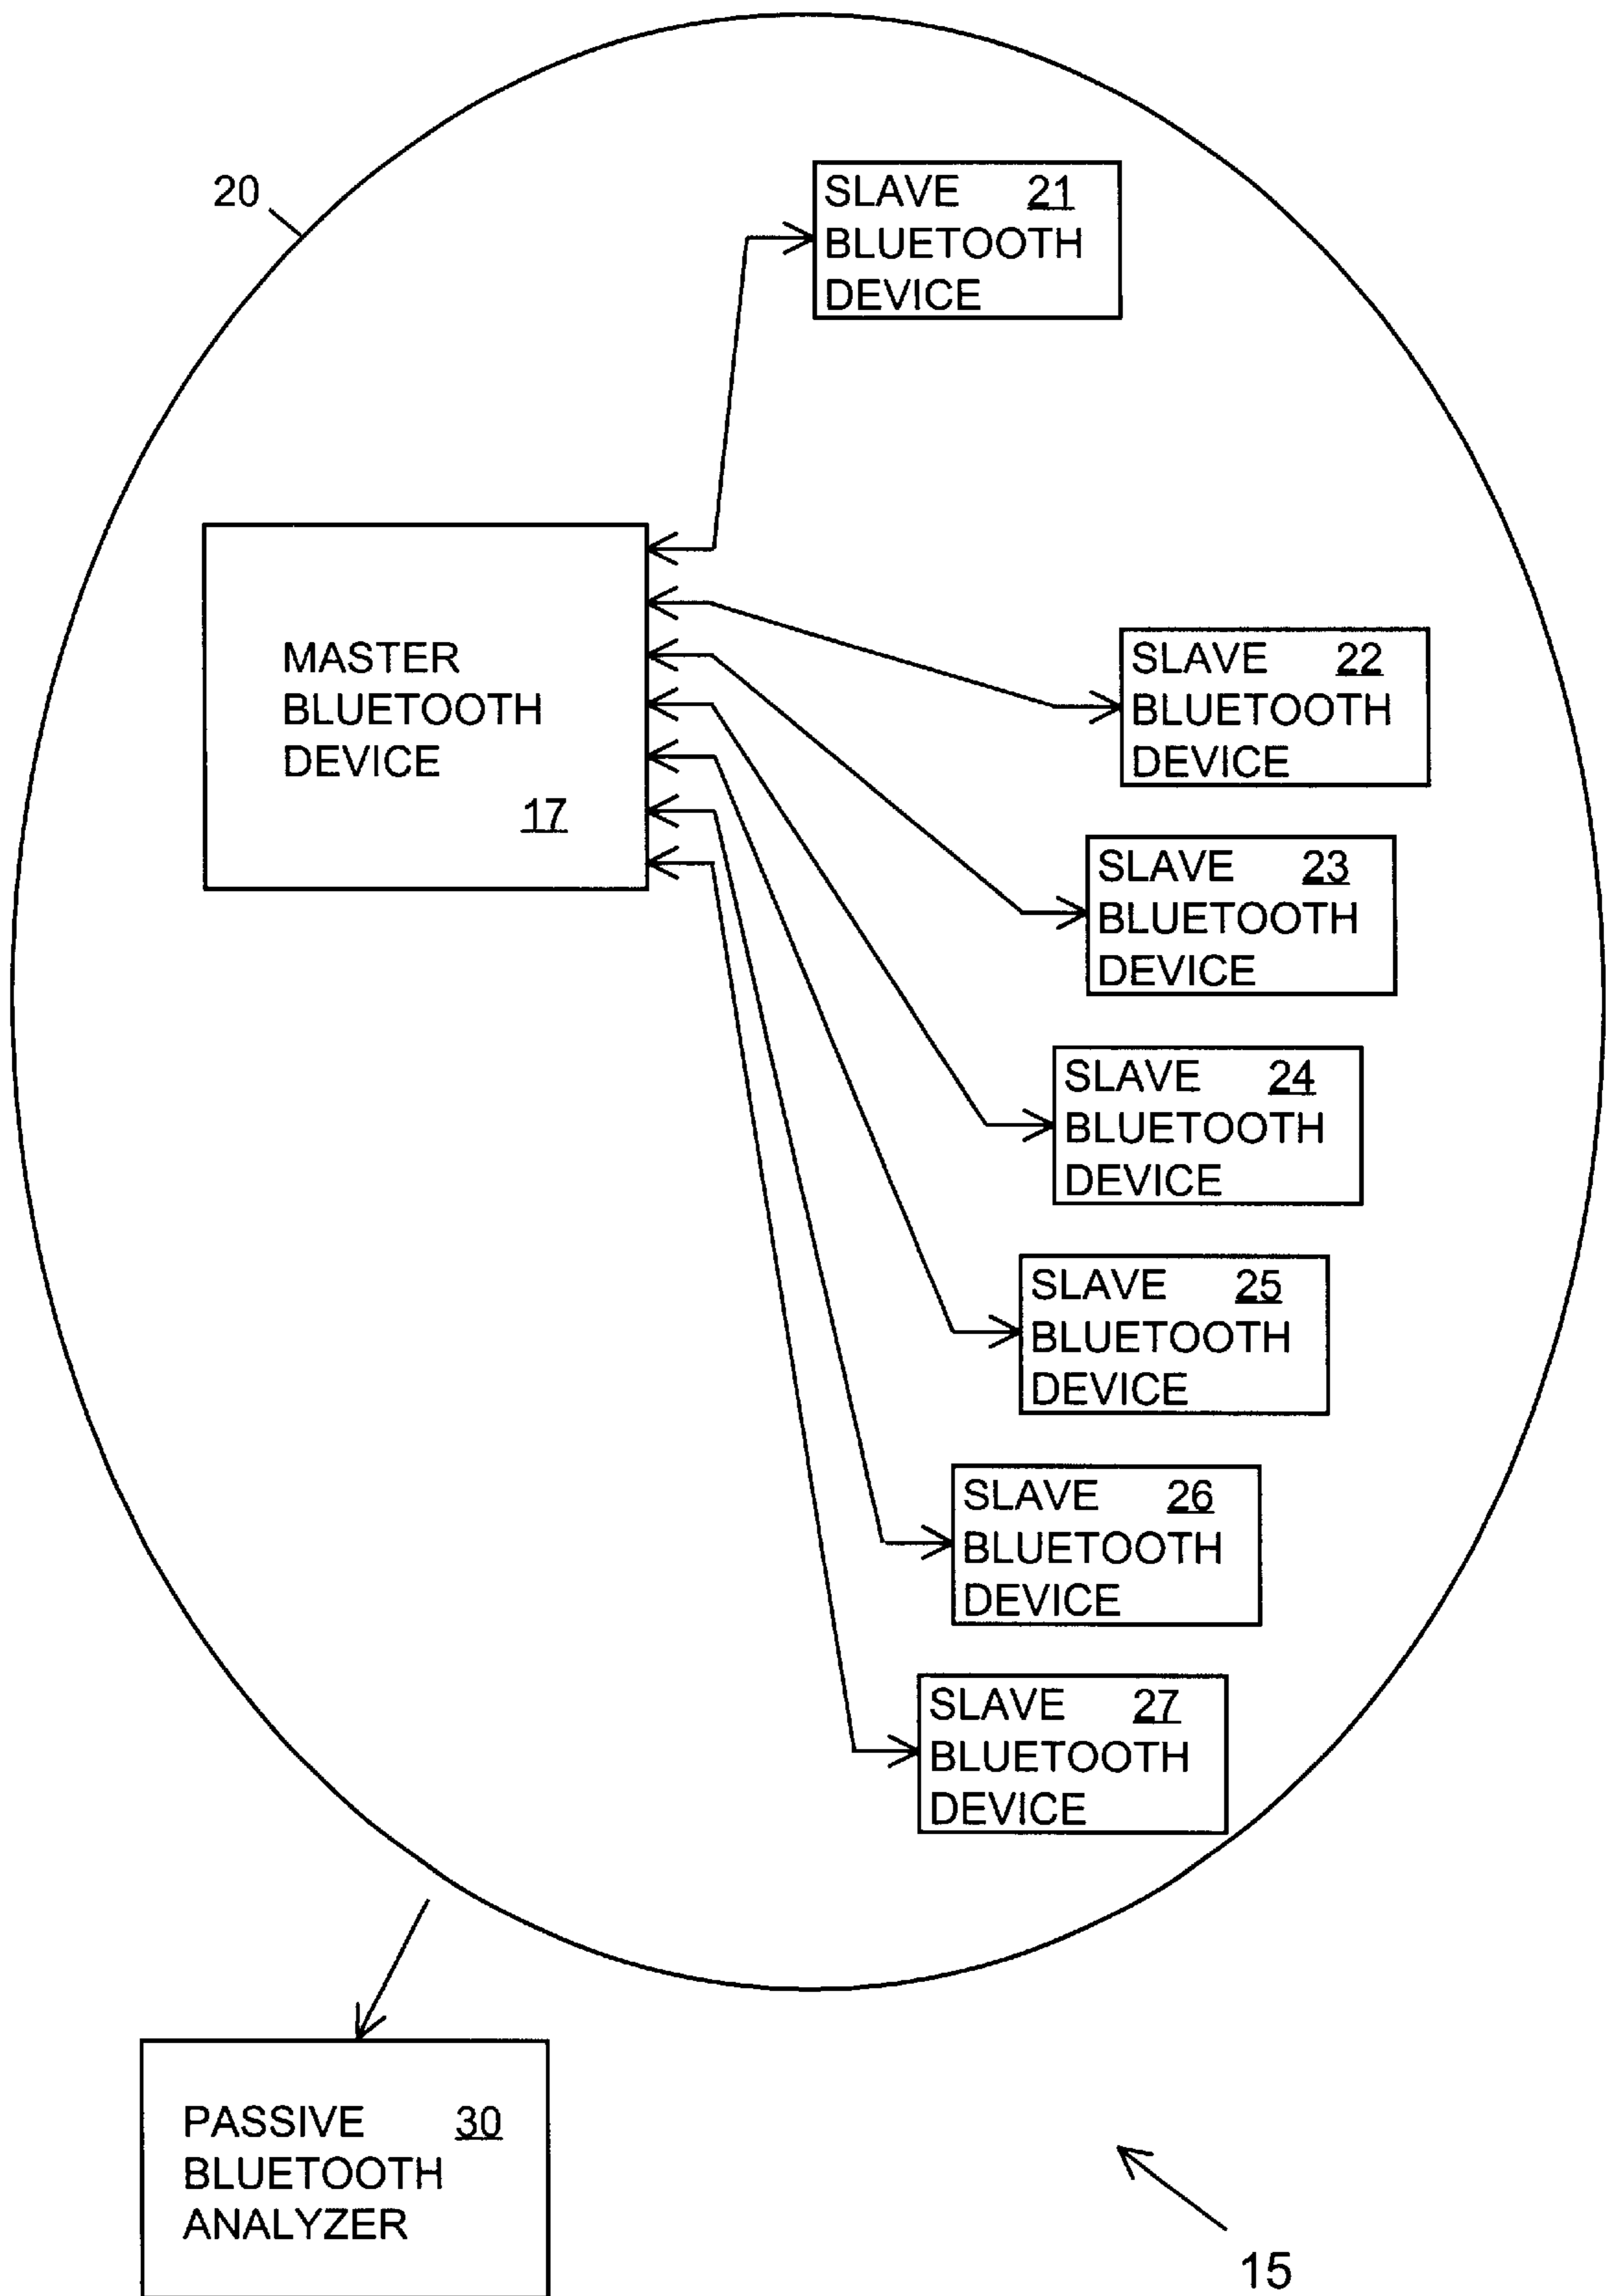 20
SLAVE 21
BLUETOOTH
DEVICE
MASTER
BLUETOOTH
DEVICE
17
SLAVE 22
BLUETOOTH
DEVICE
SLAVE 23
BLUETOOTH
DEVICE
SLAVE 24
BLUETOOTH
DEVICE
SLAVE 25
BLUETOOTH
DEVICE
SLAVE 26
BLUETOOTH
DEVICE
SLAVE 27
BLUETOOTH
DEVICE
PASSIVE 30
BLUETOOTH
ANALYZER
15